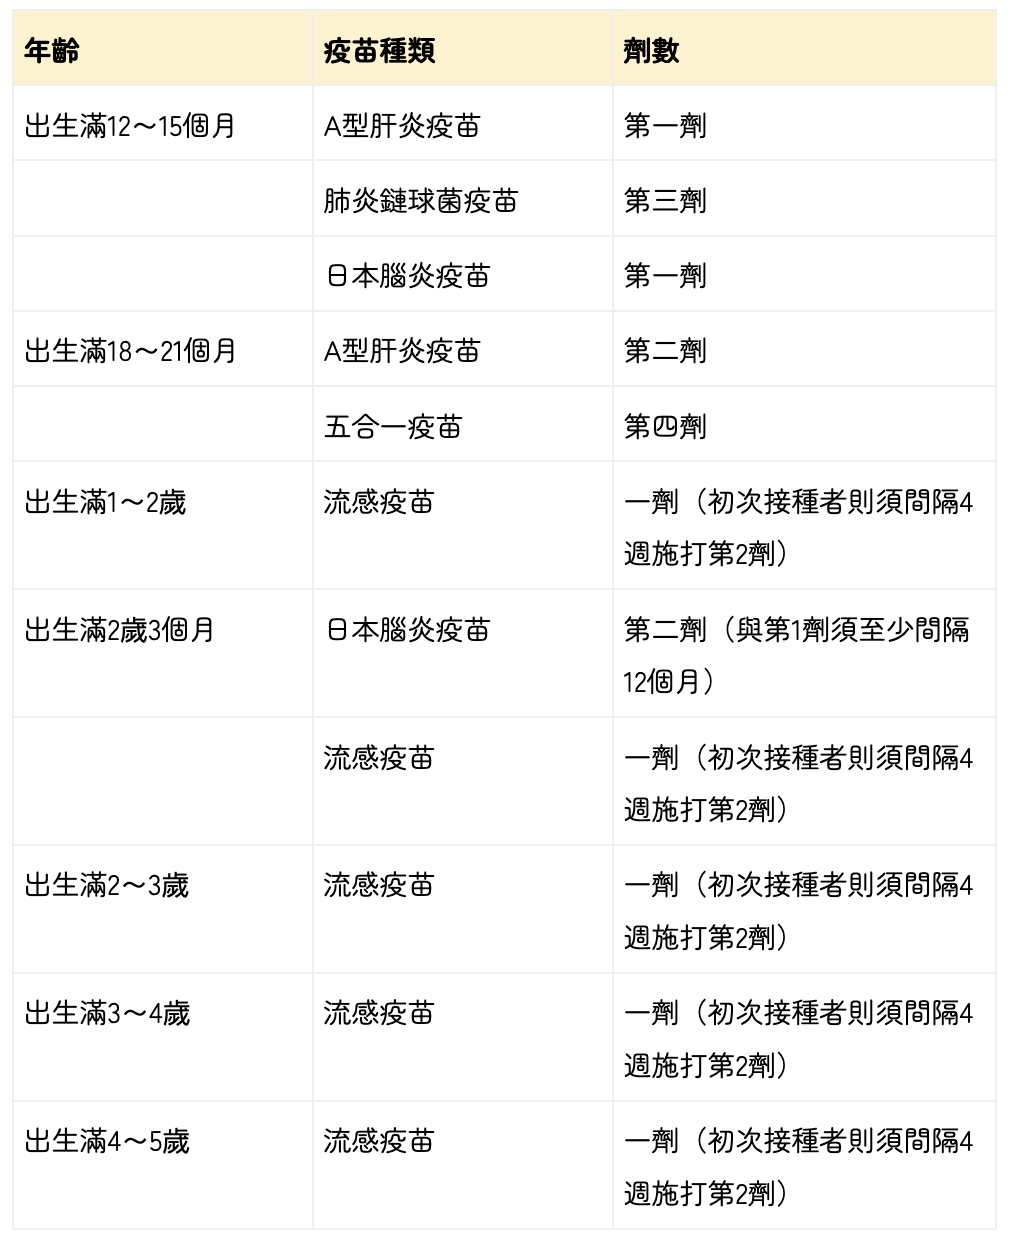 年齡 疫苗種類 劑數
出生滿12～15個月 A型肝炎疫苗 第一劑
肺炎鏈球菌疫苗 第三劑
日本腦炎疫苗 第一劑
出生滿18～21個月 A型肝炎疫苗 第二劑
五合一疫苗 第四劑
出生滿1～2歲 流感疫苗 一劑（初次接種者則須間隔4
週施打第2劑）
出生滿2歲3個月 日本腦炎疫苗 第二劑（與第1劑須至少間隔
12個月）
流感疫苗 一劑（初次接種者則須間隔4
週施打第2劑）
出生滿2～3歲 流感疫苗 一劑（初次接種者則須間隔4
週施打第2劑）
出生滿3～4歲 流感疫苗 一劑（初次接種者則須間隔4
週施打第2劑）
出生滿4～5歲 流感疫苗 一劑（初次接種者則須間隔4
週施打第2劑）